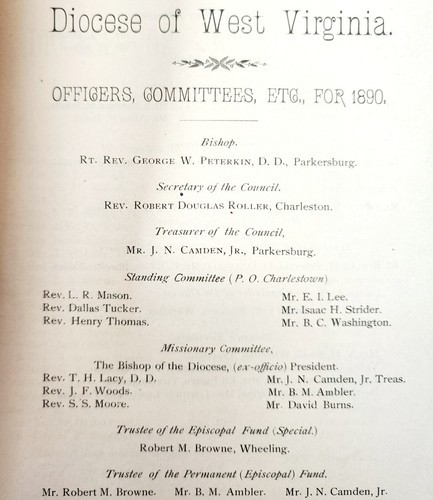 Diocese of West Virginia.
OFFICERS, COMMITTEES, ETC., FOR 1890.
Bishop.
RT. REV. GEORGE W. PETERKIN, D. D., Parkersburg.
Secretary of the Council.
REV. ROBERT DOUGLAS ROLLER, Charleston.
Treasurer of the Council,
MR. J. N. CAMDEN, JR., Parkersburg.
Standing Committee (P. O. Charlestown)
Rev. L. R. Mason. Mr. E. I. Lee.
Rev. Dallas Tucker. Mr. Isaac H. Strider.
Rev. Henry Thomas. Mr. B. C. Washington.
Missionary Committee,
The Bishop of the Diocese, (ex-officio) President.
Rev. T. H. Lacy, D. D. Mr. J. N. Camden, Jr. Treas.
Rev. J. F. Woods. Mr. B. M. Ambler.
Rev. S. S. Moore. Mr. David Burns.
Trustee of the Episcopal Fund (Special.)
Robert M. Browne, Wheeling.
Trustee of the Permanent (Episcopal) Fund.
Mr. Robert M. Browne. Mr. B. M. Ambler. Mr. J. N. Camden, Jr.